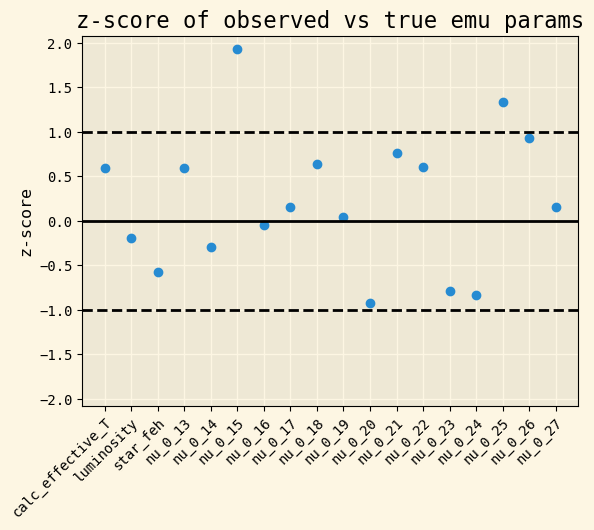 z-score of observed vs true emu params
z-score
2.0
1.5
1.0
0.5
0.0
−0.5
−1.0
−1.5
−2.0
calc_effective_T
luminosity
star_feh
nu_0_13
nu_0_14
nu_0_15
nu_0_16
nu_0_17
nu_0_18
nu_0_19
nu_0_20
nu_0_21
nu_0_22
nu_0_23
nu_0_24
nu_0_25
nu_0_26
nu_0_27